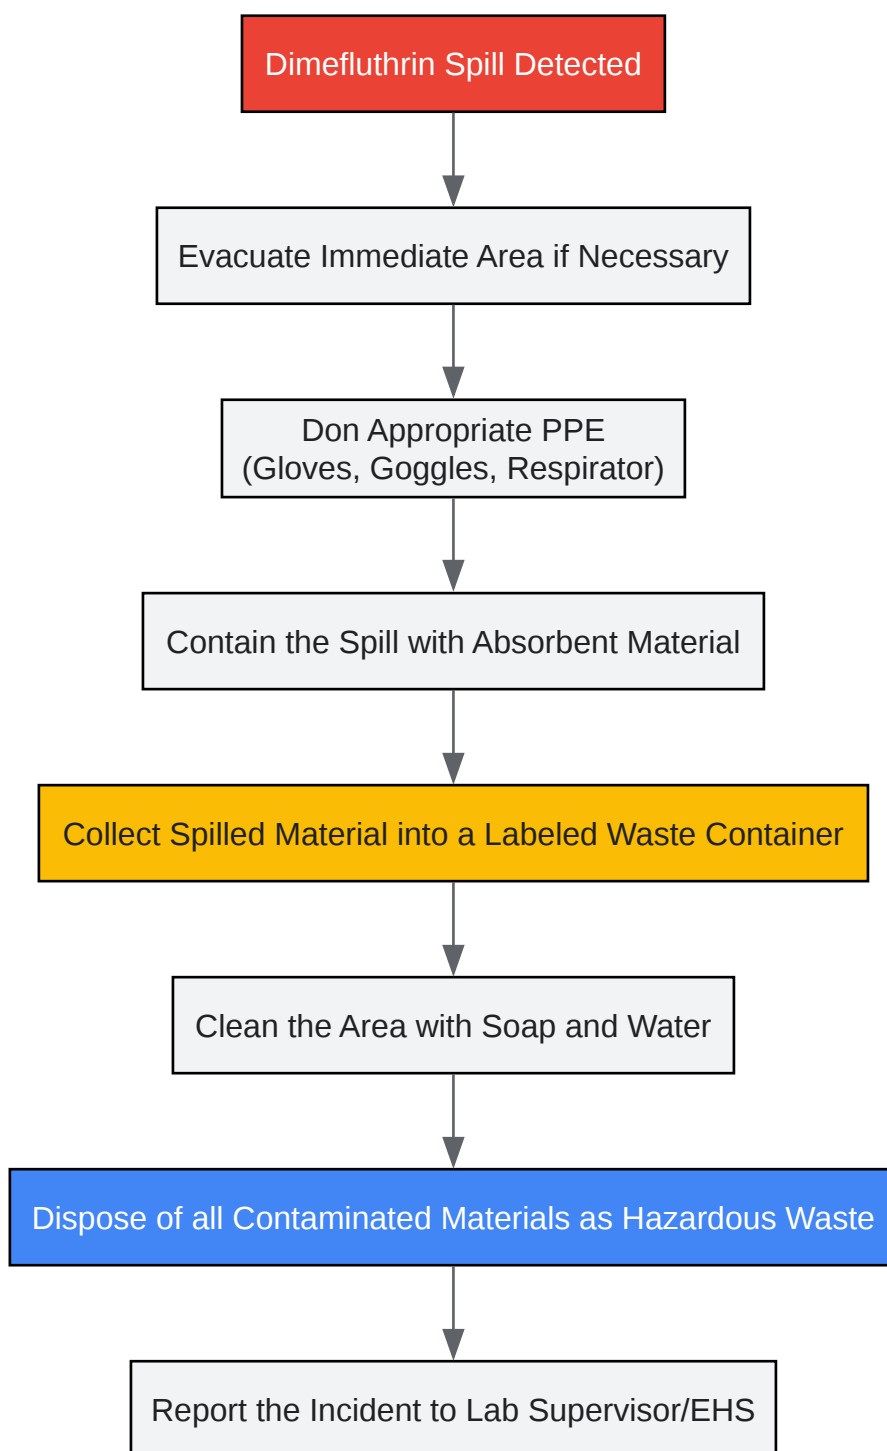 Dimefluthrin Spill Detected
Evacuate Immediate Area if Necessary
Don Appropriate PPE
(Gloves, Goggles, Respirator)
Contain the Spill with Absorbent Material
Collect Spilled Material into a Labeled Waste Container
Clean the Area with Soap and Water
Dispose of all Contaminated Materials as Hazardous Waste
Report the Incident to Lab Supervisor/EHS